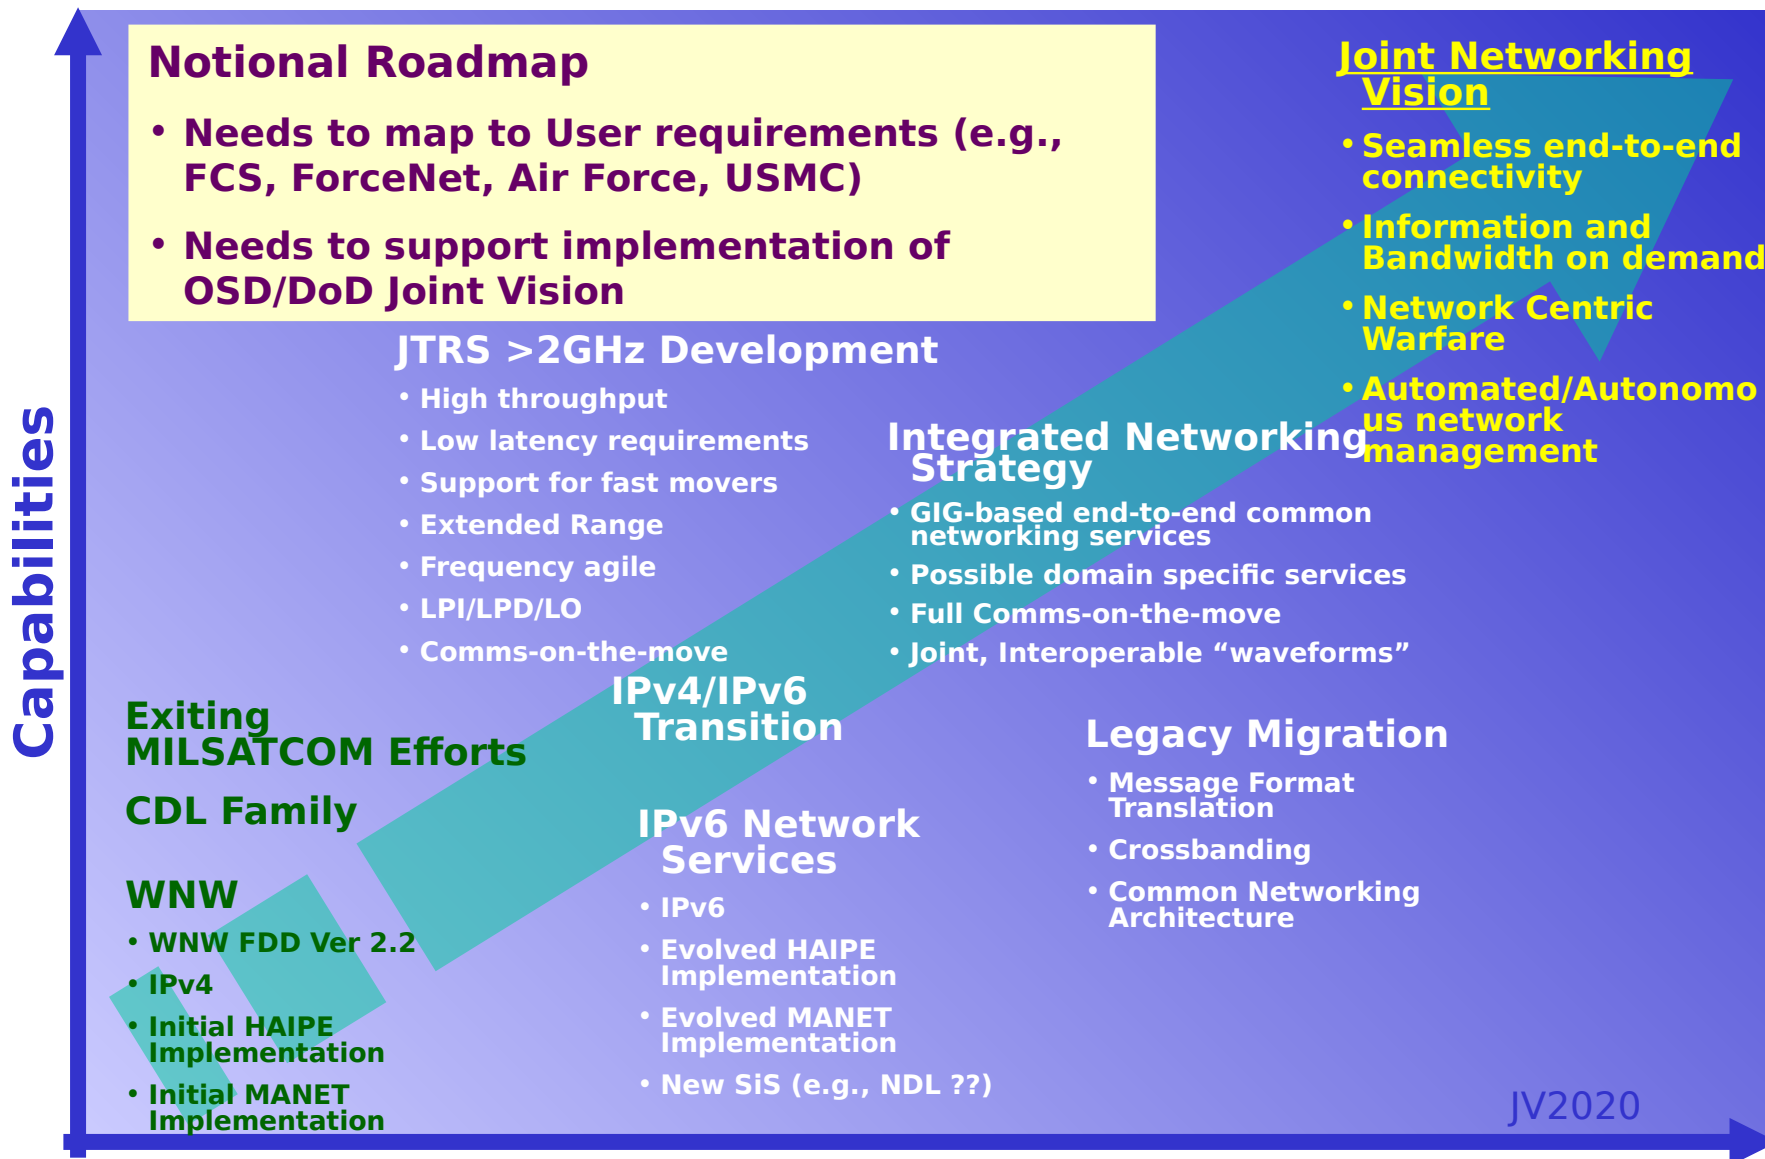 Notional Roadmap
• Needs to map to User requirements (e.g.,
FCS, ForceNet, Air Force, USMC)
• Needs to support implementation of
OSD/DoD Joint Vision
Joint Networking
Vision
• Seamless end-to-end
connectivity
• Information and
Bandwidth on demand
• Network Centric
Warfare
• Automated/Autonomo
us network
management
JTRS >2GHz Development
• High throughput
• Low latency requirements
• Support for fast movers
• Extended Range
• Frequency agile
• LPI/LPD/LO
• Comms-on-the-move
Integrated Networking
Strategy
• GIG-based end-to-end common
networking services
• Possible domain specific services
• Full Comms-on-the-move
• Joint, Interoperable “waveforms”
Capabilities
Exiting
MILSATCOM Efforts
CDL Family
WNW
• WNW FDD Ver 2.2
• IPv4
• Initial HAIPE
Implementation
• Initial MANET
Implementation
IPv4/IPv6
Transition
IPv6 Network
Services
• IPv6
• Evolved HAIPE
Implementation
• Evolved MANET
Implementation
• New SiS (e.g., NDL ??)
Legacy Migration
• Message Format
Translation
• Crossbanding
• Common Networking
Architecture
JV2020